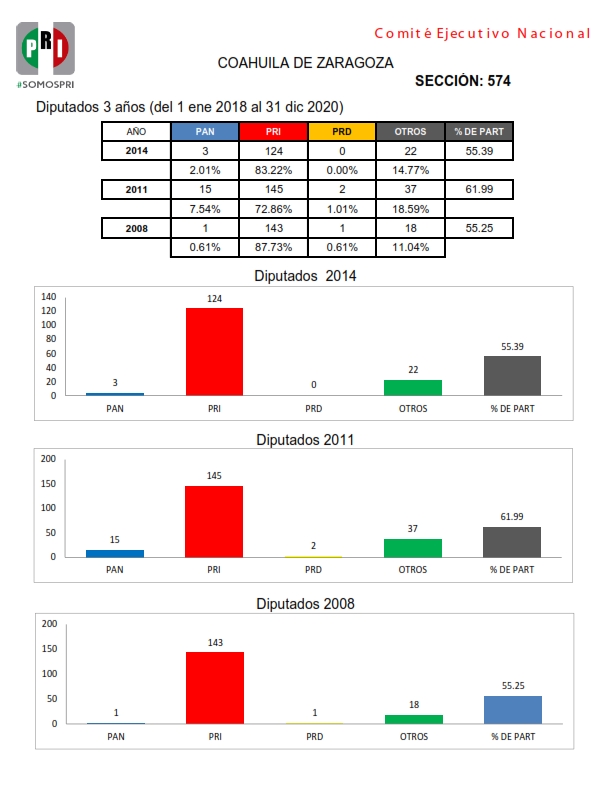 PRI
#SOMOSPRI
Comité Ejecutivo Nacional
COAHUILA DE ZARAGOZA
SECCIÓN: 574
Diputados 3 años (del 1 ene 2018 al 31 dic 2020)
AÑO PAN PRI PRD OTROS % DE PART
2014 3 124 0 22 55.39
2.01% 83.22% 0.00% 14.77%
2011 15 145 2 37 61.99
7.54% 72.86% 1.01% 18.59%
2008 1 143 1 18 55.25
0.61% 87.73% 0.61% 11.04%
Diputados 2014
140
120
100
80
60
40
20
0
3 124 0 22 55.39
PAN PRI PRD OTROS % DE PART
Diputados 2011
200
150
100
50
0
15 145 2 37 61.99
PAN PRI PRD OTROS % DE PART
Diputados 2008
200
150
100
50
0
1 143 1 18 55.25
PAN PRI PRD OTROS % DE PART